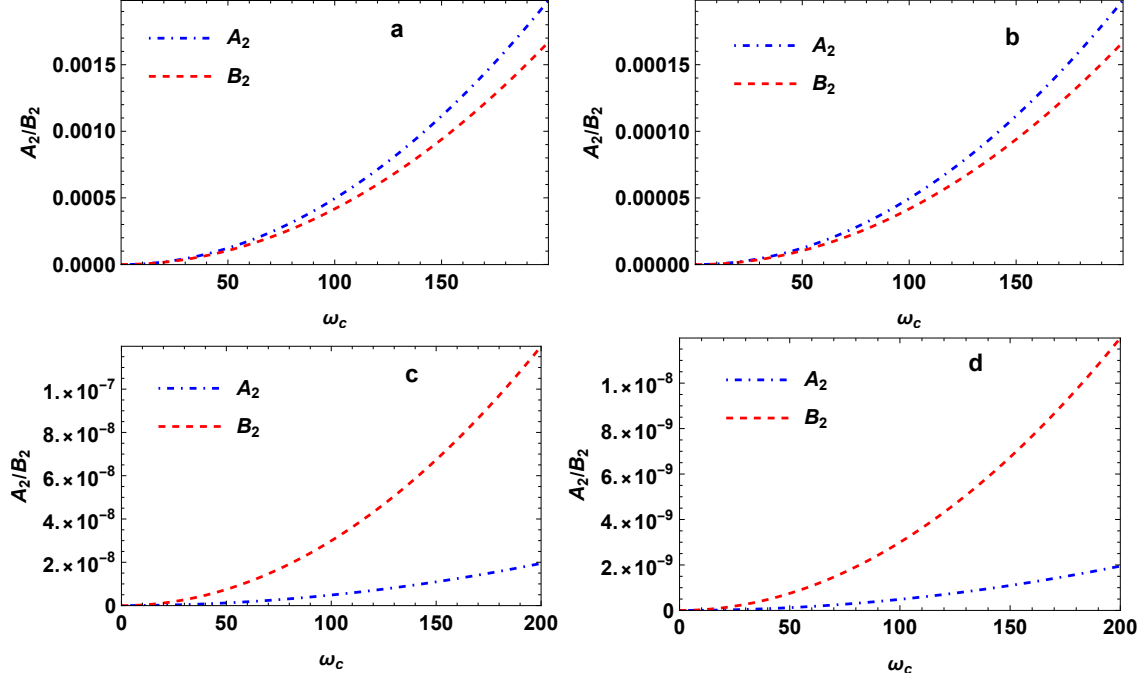 a
A₂
B₂
0.0015
0.0010
0.0005
0.0000
A₂/B₂
50 100 150
ω_c
b
A₂
B₂
0.00015
0.00010
0.00005
0.00000
A₂/B₂
50 100 150
ω_c
c
A₂
B₂
1.×10⁻⁷
8.×10⁻⁸
6.×10⁻⁸
4.×10⁻⁸
2.×10⁻⁸
0
A₂/B₂
0 50 100 150 200
ω_c
d
A₂
B₂
1.×10⁻⁸
8.×10⁻⁹
6.×10⁻⁹
4.×10⁻⁹
2.×10⁻⁹
0
A₂/B₂
0 50 100 150 200
ω_c